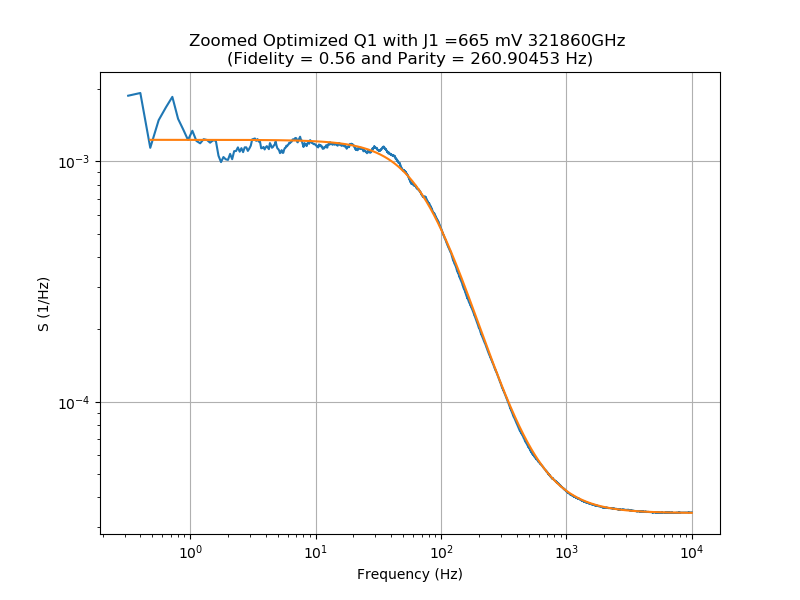 Zoomed Optimized Q1 with J1 =665 mV 321860GHz
(Fidelity = 0.56 and Parity = 260.90453 Hz)
S (1/Hz)
10⁻³
10⁻⁴
10⁰ 10¹ 10² 10³ 10⁴
Frequency (Hz)